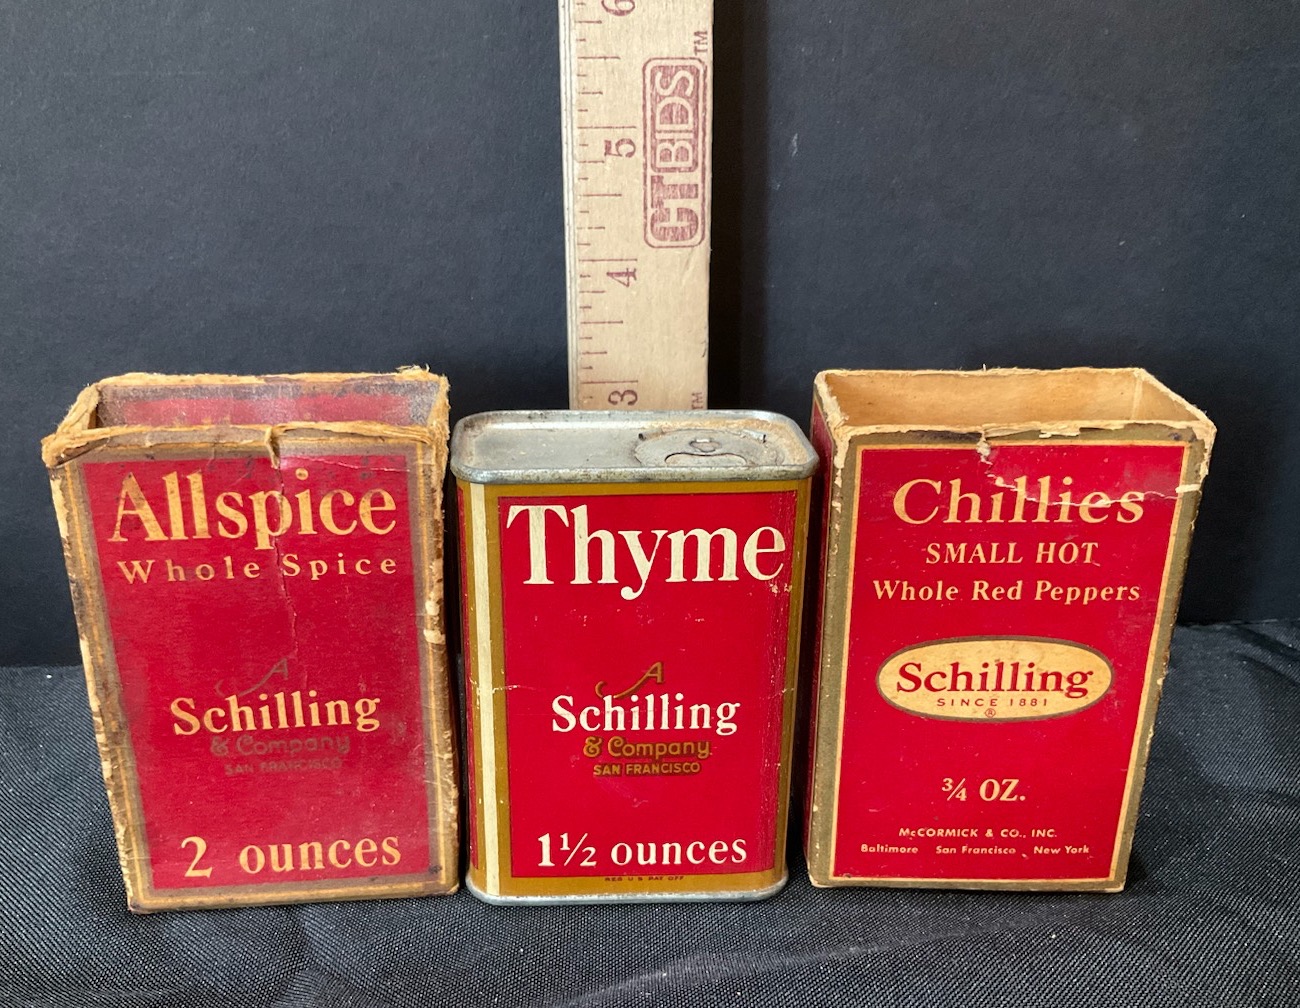 6
TM
CTBIDS
5
4
3
TM
Allspice
Whole Spice
A
Schilling
& Company
SAN FRANCISCO
2 ounces
Thyme
A
Schilling
& Company
SAN FRANCISCO
1½ ounces
REG U S PAT OFF
Chillies
SMALL HOT
Whole Red Peppers
Schilling
SINCE 1881
®
¾ OZ.
McCORMICK & CO., INC.
Baltimore San Francisco New York